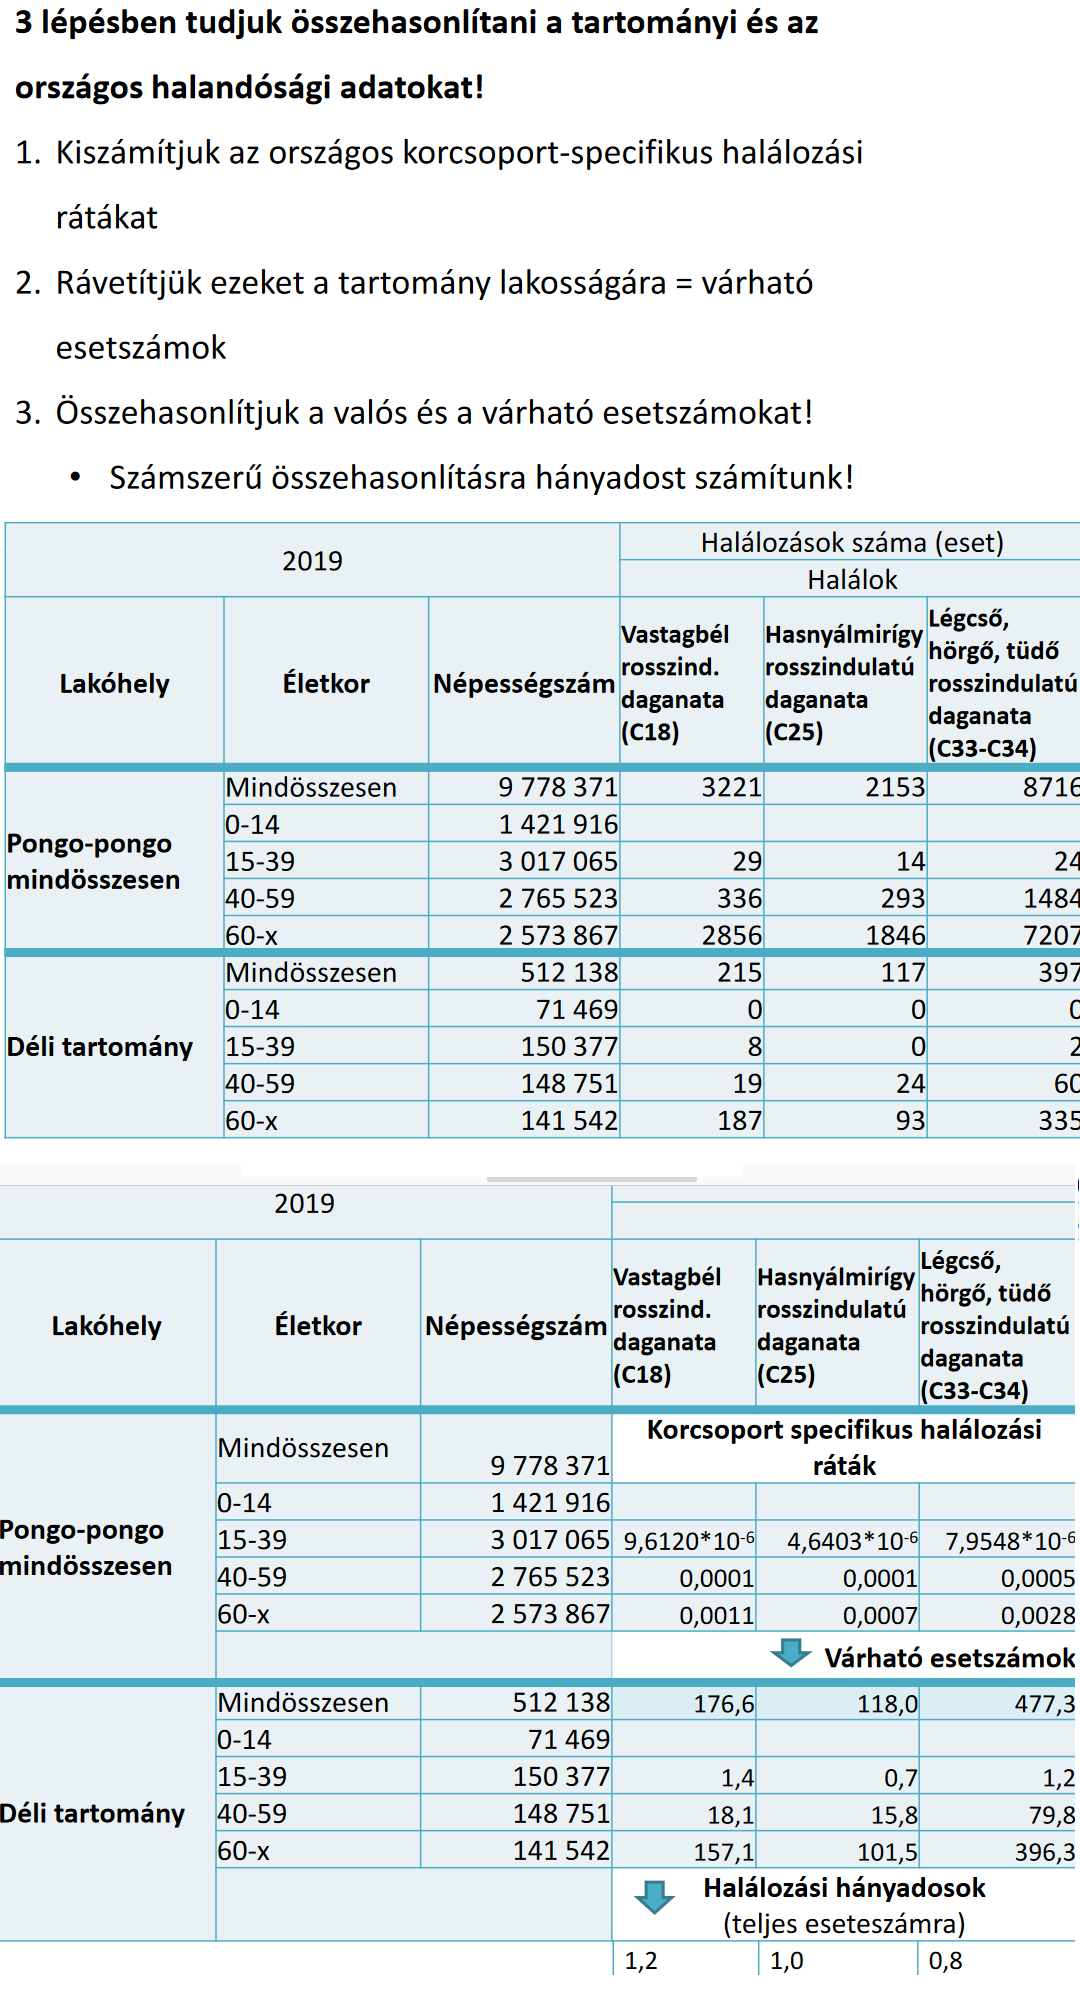 3 lépésben tudjuk összehasonlítani a tartományi és az
országos halandósági adatokat!
1. Kiszámítjuk az országos korcsoport-specifikus halálozási
rátákat
2. Rávetítjük ezeket a tartomány lakosságára = várható
esetszámok
3. Összehasonlítjuk a valós és a várható esetszámokat!
• Számszerű összehasonlításra hányadost számítunk!
2019
Halálozások száma (eset)
Halálok
Lakóhely
Életkor
Népességszám
Vastagbél
rosszind.
daganata
(C18)
Hasnyálmirígy
rosszindulatú
daganata
(C25)
Légcső,
hörgő, tüdő
rosszindulatú
daganata
(C33-C34)
Pongo-pongo
mindösszesen
Mindösszesen 9 778 371 3221 2153 8716
0-14 1 421 916
15-39 3 017 065 29 14 24
40-59 2 765 523 336 293 1484
60-x 2 573 867 2856 1846 7207
Déli tartomány
Mindösszesen 512 138 215 117 397
0-14 71 469 0 0 0
15-39 150 377 8 0 2
40-59 148 751 19 24 60
60-x 141 542 187 93 335
2019
Lakóhely
Életkor
Népességszám
Vastagbél
rosszind.
daganata
(C18)
Hasnyálmirígy
rosszindulatú
daganata
(C25)
Légcső,
hörgő, tüdő
rosszindulatú
daganata
(C33-C34)
Pongo-pongo
mindösszesen
Mindösszesen 9 778 371
Korcsoport specifikus halálozási
ráták
0-14 1 421 916
15-39 3 017 065 9,6120*10⁻⁶ 4,6403*10⁻⁶ 7,9548*10⁻⁶
40-59 2 765 523 0,0001 0,0001 0,0005
60-x 2 573 867 0,0011 0,0007 0,0028
Várható esetszámok
Déli tartomány
Mindösszesen 512 138 176,6 118,0 477,3
0-14 71 469
15-39 150 377 1,4 0,7 1,2
40-59 148 751 18,1 15,8 79,8
60-x 141 542 157,1 101,5 396,3
Halálozási hányadosok
(teljes eseteszámra)
1,2 1,0 0,8